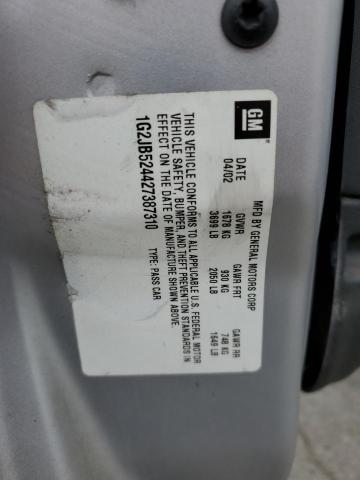 GM
MFD BY GENERAL MOTORS CORP
DATE GVWR GAWR FRT GAWR RR
04/02 1678 KG 930 KG 748 KG
3699 LB 2050 LB 1649 LB
THIS VEHICLE CONFORMS TO ALL APPLICABLE U.S. FEDERAL MOTOR
VEHICLE SAFETY, BUMPER, AND THEFT PREVENTION STANDARDS IN
EFFECT ON THE DATE OF MANUFACTURE SHOWN ABOVE.
1G2JB524427387310 TYPE: PASS CAR